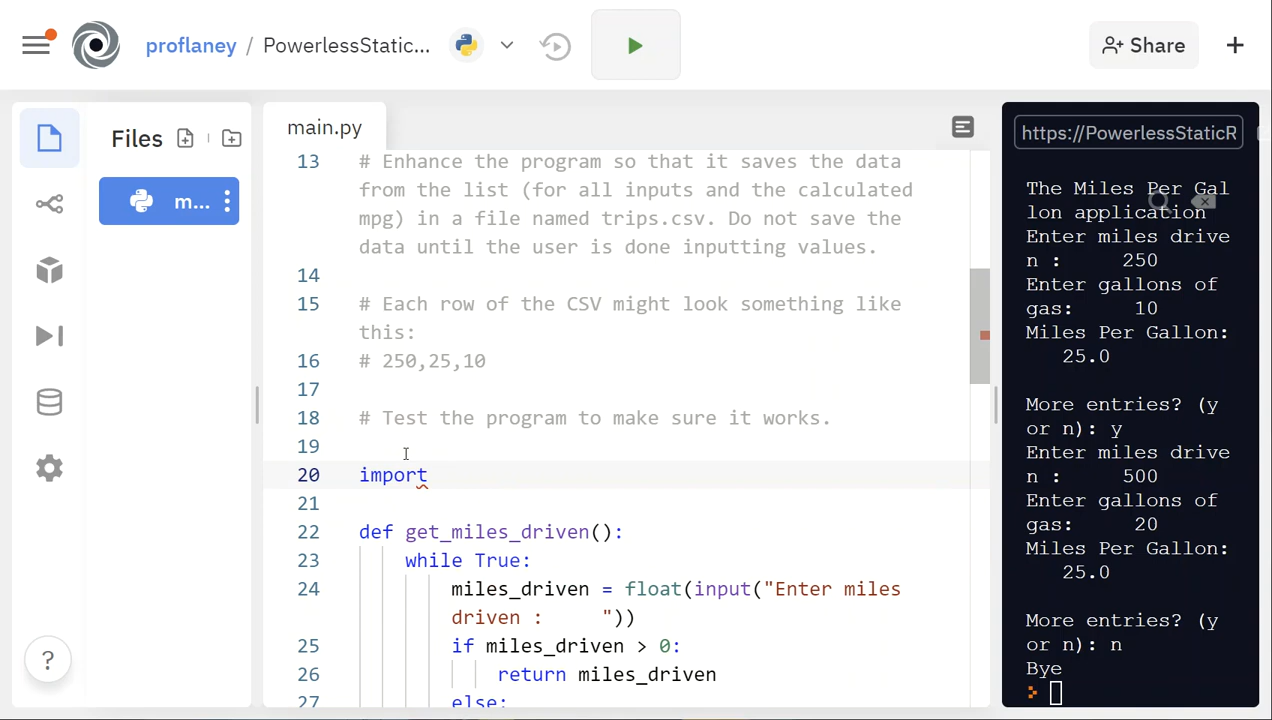 proflaney / PowerlessStatic...
Share
Files
m...
main.py
13 # Enhance the program so that it saves the data
from the list (for all inputs and the calculated
mpg) in a file named trips.csv. Do not save the
data until the user is done inputting values.
14
15 # Each row of the CSV might look something like
this:
16 # 250,25,10
17
18 # Test the program to make sure it works.
19
20 import
21
22 def get_miles_driven():
23 while True:
24 miles_driven = float(input("Enter miles
driven :     "))
25 if miles_driven > 0:
26 return miles_driven
27 else:
https://PowerlessStaticR
The Miles Per Gal
lon application
Enter miles drive
n :     250
Enter gallons of
gas:     10
Miles Per Gallon:
25.0
More entries? (y
or n): y
Enter miles drive
n :     500
Enter gallons of
gas:     20
Miles Per Gallon:
25.0
More entries? (y
or n): n
Bye
?